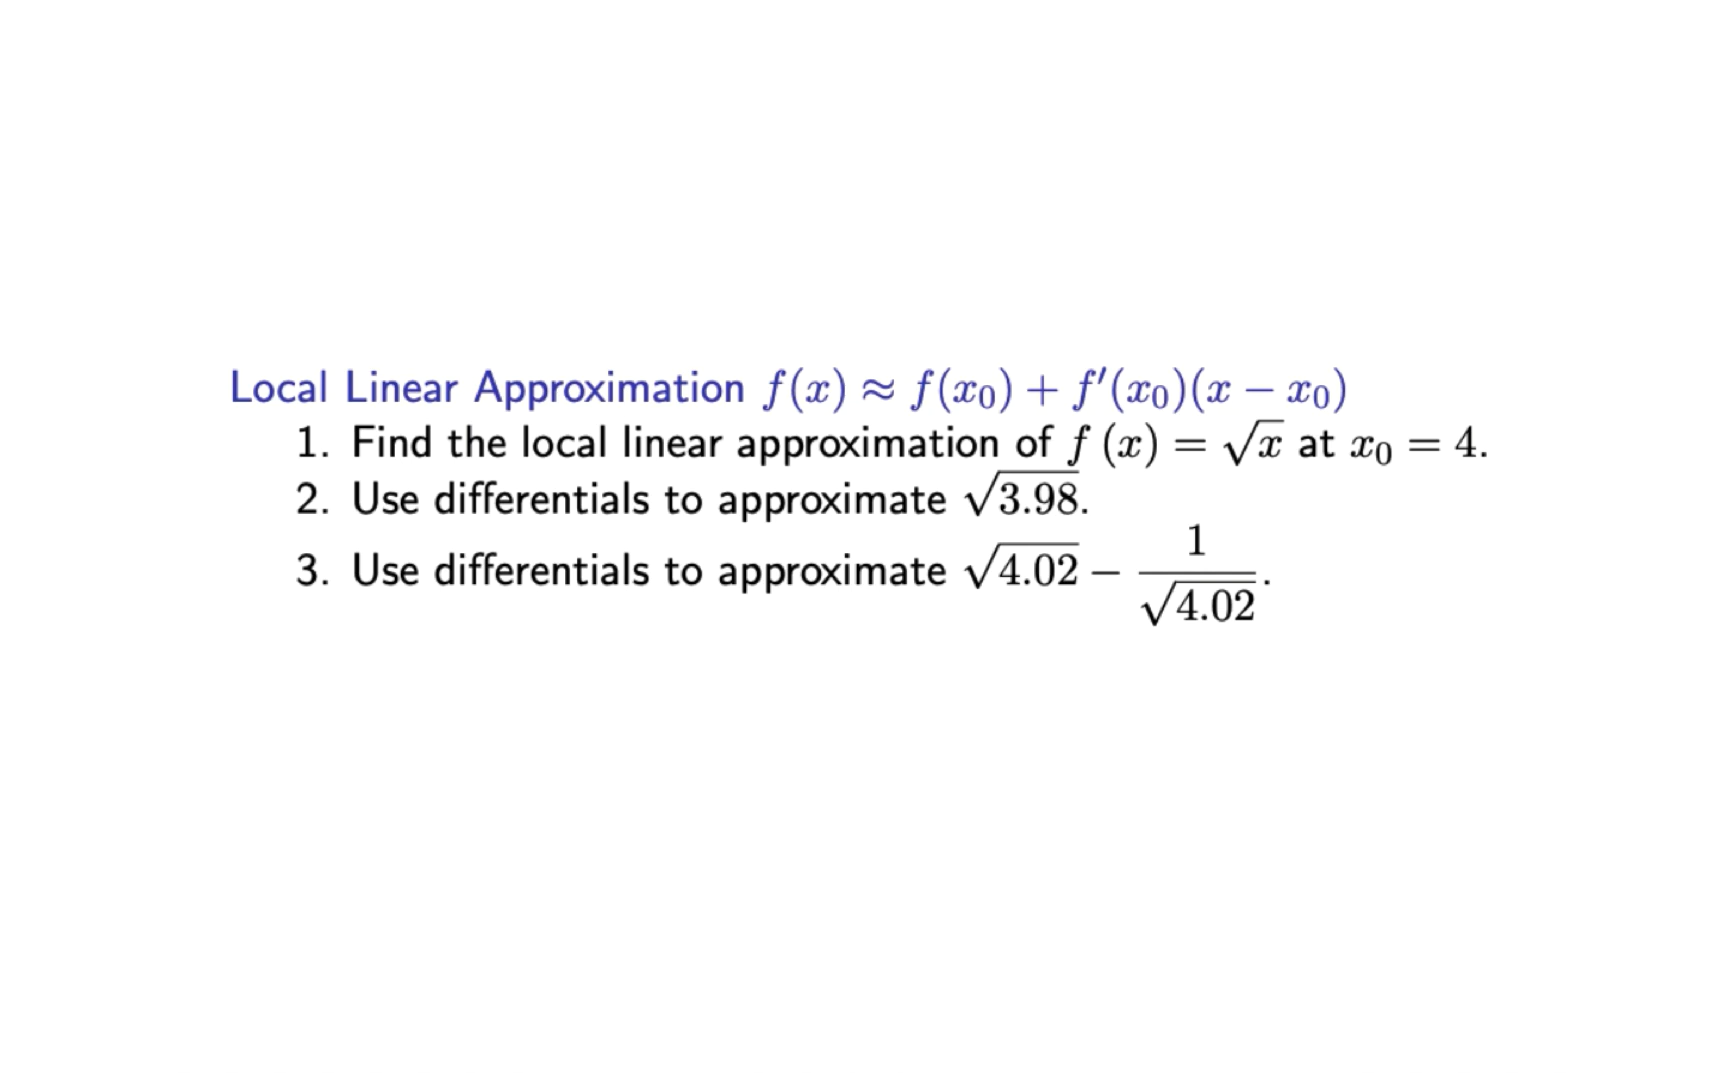 Local Linear Approximation f(x) ≈ f(x₀) + f′(x₀)(x − x₀)
1. Find the local linear approximation of f (x) = √x at x₀ = 4.
2. Use differentials to approximate √3.98.
3. Use differentials to approximate √4.02 − 1/√4.02.